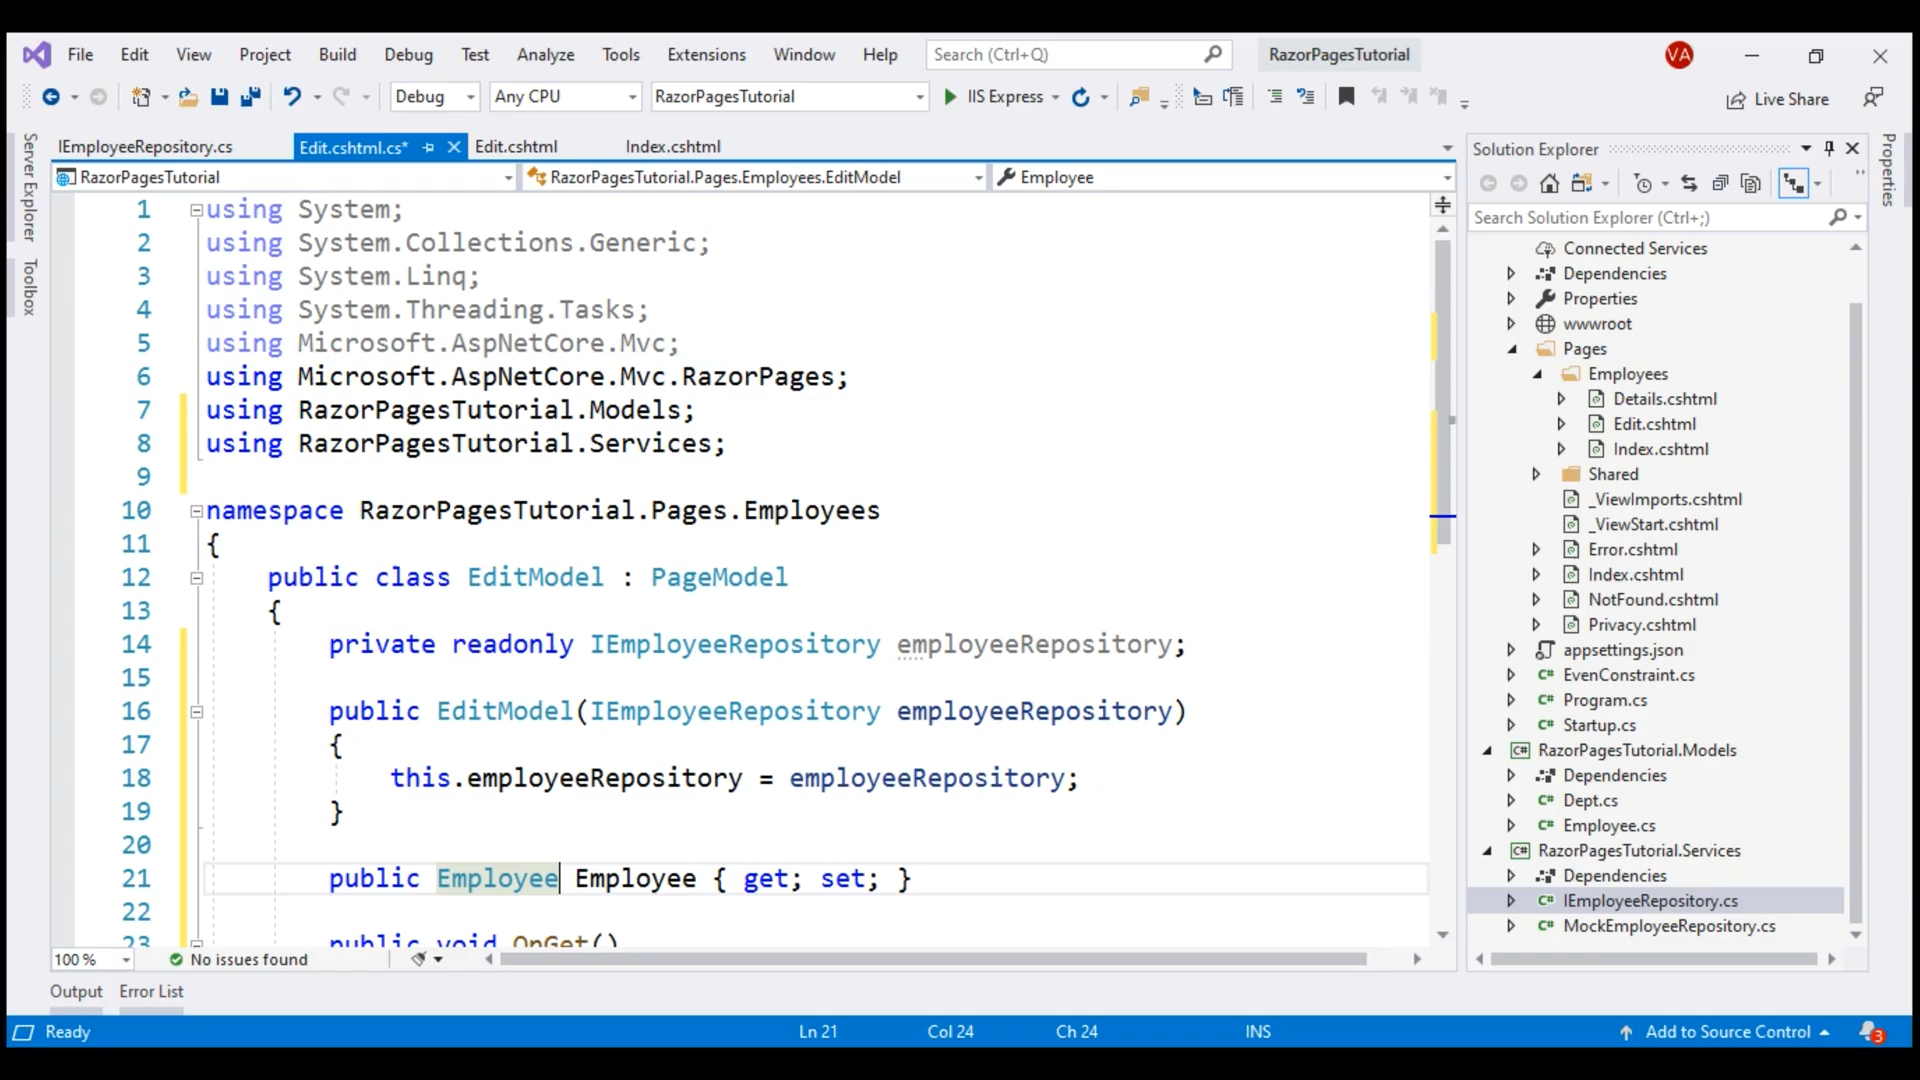 File Edit View Project Build Debug Test Analyze Tools Extensions Window Help Search (Ctrl+Q) RazorPagesTutorial VA
Debug Any CPU RazorPagesTutorial IIS Express Live Share
Server Explorer
Toolbox
IEmployeeRepository.cs Edit.cshtml.cs* Edit.cshtml Index.cshtml
RazorPagesTutorial RazorPagesTutorial.Pages.Employees.EditModel Employee
1 using System;
2 using System.Collections.Generic;
3 using System.Linq;
4 using System.Threading.Tasks;
5 using Microsoft.AspNetCore.Mvc;
6 using Microsoft.AspNetCore.Mvc.RazorPages;
7 using RazorPagesTutorial.Models;
8 using RazorPagesTutorial.Services;
9
10 namespace RazorPagesTutorial.Pages.Employees
11 {
12 public class EditModel : PageModel
13 {
14 private readonly IEmployeeRepository employeeRepository;
15
16 public EditModel(IEmployeeRepository employeeRepository)
17 {
18 this.employeeRepository = employeeRepository;
19 }
20
21 public Employee Employee { get; set; }
22
23 public void OnGet()
100 % No issues found
Output Error List
Solution Explorer
Search Solution Explorer (Ctrl+;)
Connected Services
Dependencies
Properties
wwwroot
Pages
Employees
Details.cshtml
Edit.cshtml
Index.cshtml
Shared
_ViewImports.cshtml
_ViewStart.cshtml
Error.cshtml
Index.cshtml
NotFound.cshtml
Privacy.cshtml
appsettings.json
C# EvenConstraint.cs
C# Program.cs
C# Startup.cs
C# RazorPagesTutorial.Models
Dependencies
C# Dept.cs
C# Employee.cs
C# RazorPagesTutorial.Services
Dependencies
C# IEmployeeRepository.cs
C# MockEmployeeRepository.cs
Properties
Ready Ln 21 Col 24 Ch 24 INS Add to Source Control 3